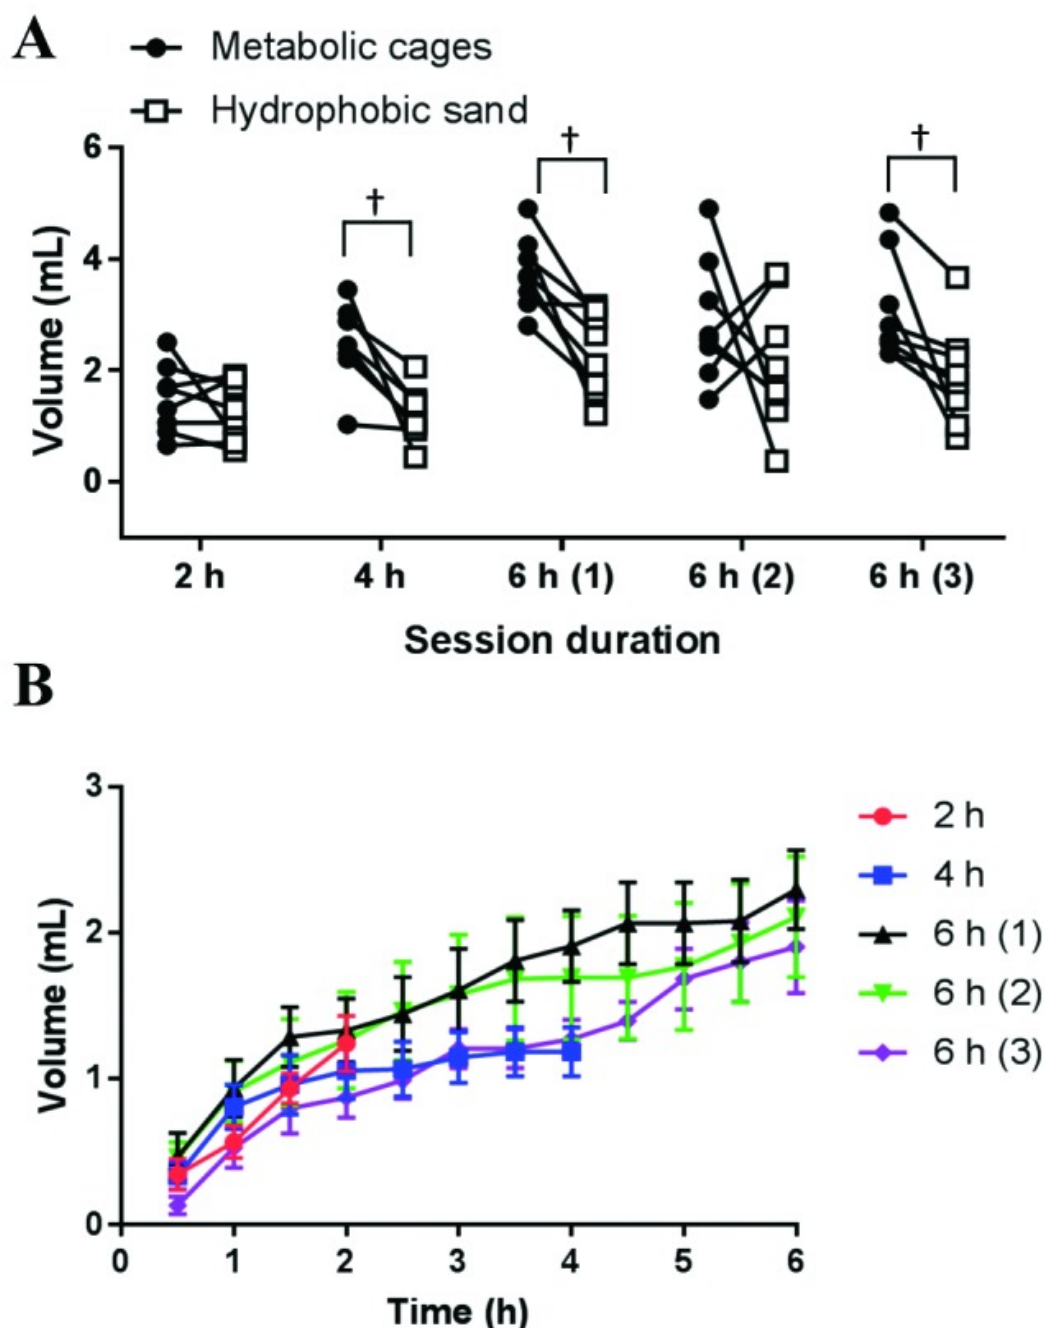 A
Metabolic cages
Hydrophobic sand
†
†
†
6
4
2
0
Volume (mL)
2 h
4 h
6 h (1)
6 h (2)
6 h (3)
Session duration
B
3
2
1
0
Volume (mL)
0
1
2
3
4
5
6
Time (h)
2 h
4 h
6 h (1)
6 h (2)
6 h (3)